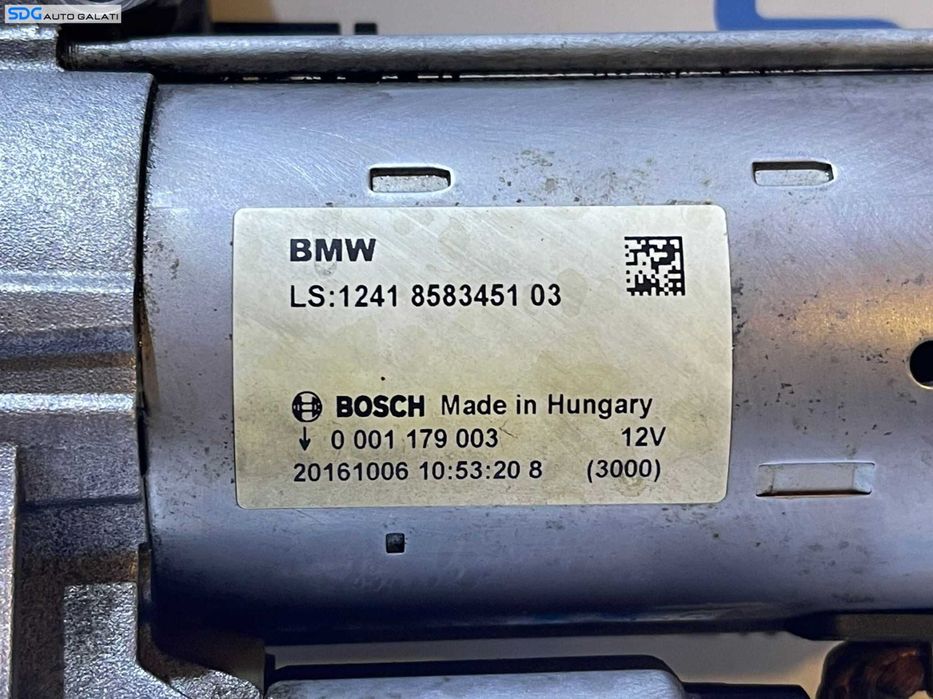 SDG AUTO GALATI
BMW
LS:1241 8583451 03
BOSCH Made in Hungary
↓ 0 001 179 003 12V
20161006 10:53:20 8 (3000)